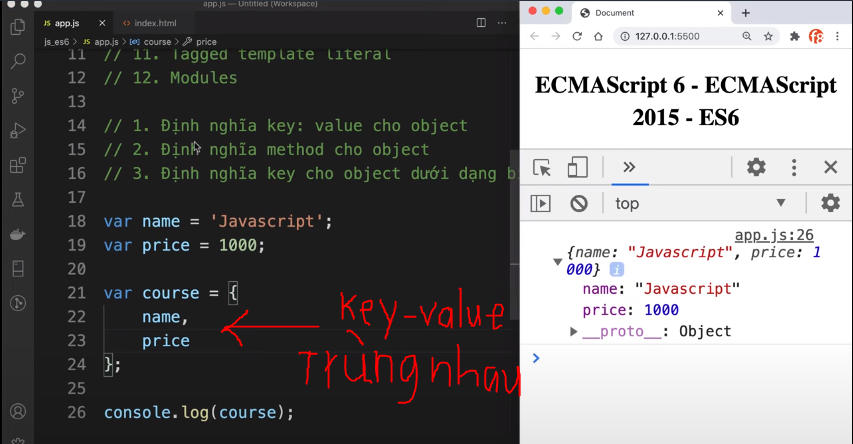 app.js — Untitled (Workspace)
JS app.js
<> index.html
js_es6 > JS app.js > course > price
11 // 11. Tagged template literal
12 // 12. Modules
13
14 // 1. Định nghĩa key: value cho object
15 // 2. Định nghĩa method cho object
16 // 3. Định nghĩa key cho object dưới dạng b
17
18 var name = 'Javascript';
19 var price = 1000;
20
21 var course = {
22 name,
23 price
24 };
25
26 console.log(course);
key-value
Trùng nhau
Document
127.0.0.1:5500
f8
ECMAScript 6 - ECMAScript
2015 - ES6
top
app.js:26
{name: "Javascript", price: 1
000} i
name: "Javascript"
price: 1000
__proto__: Object